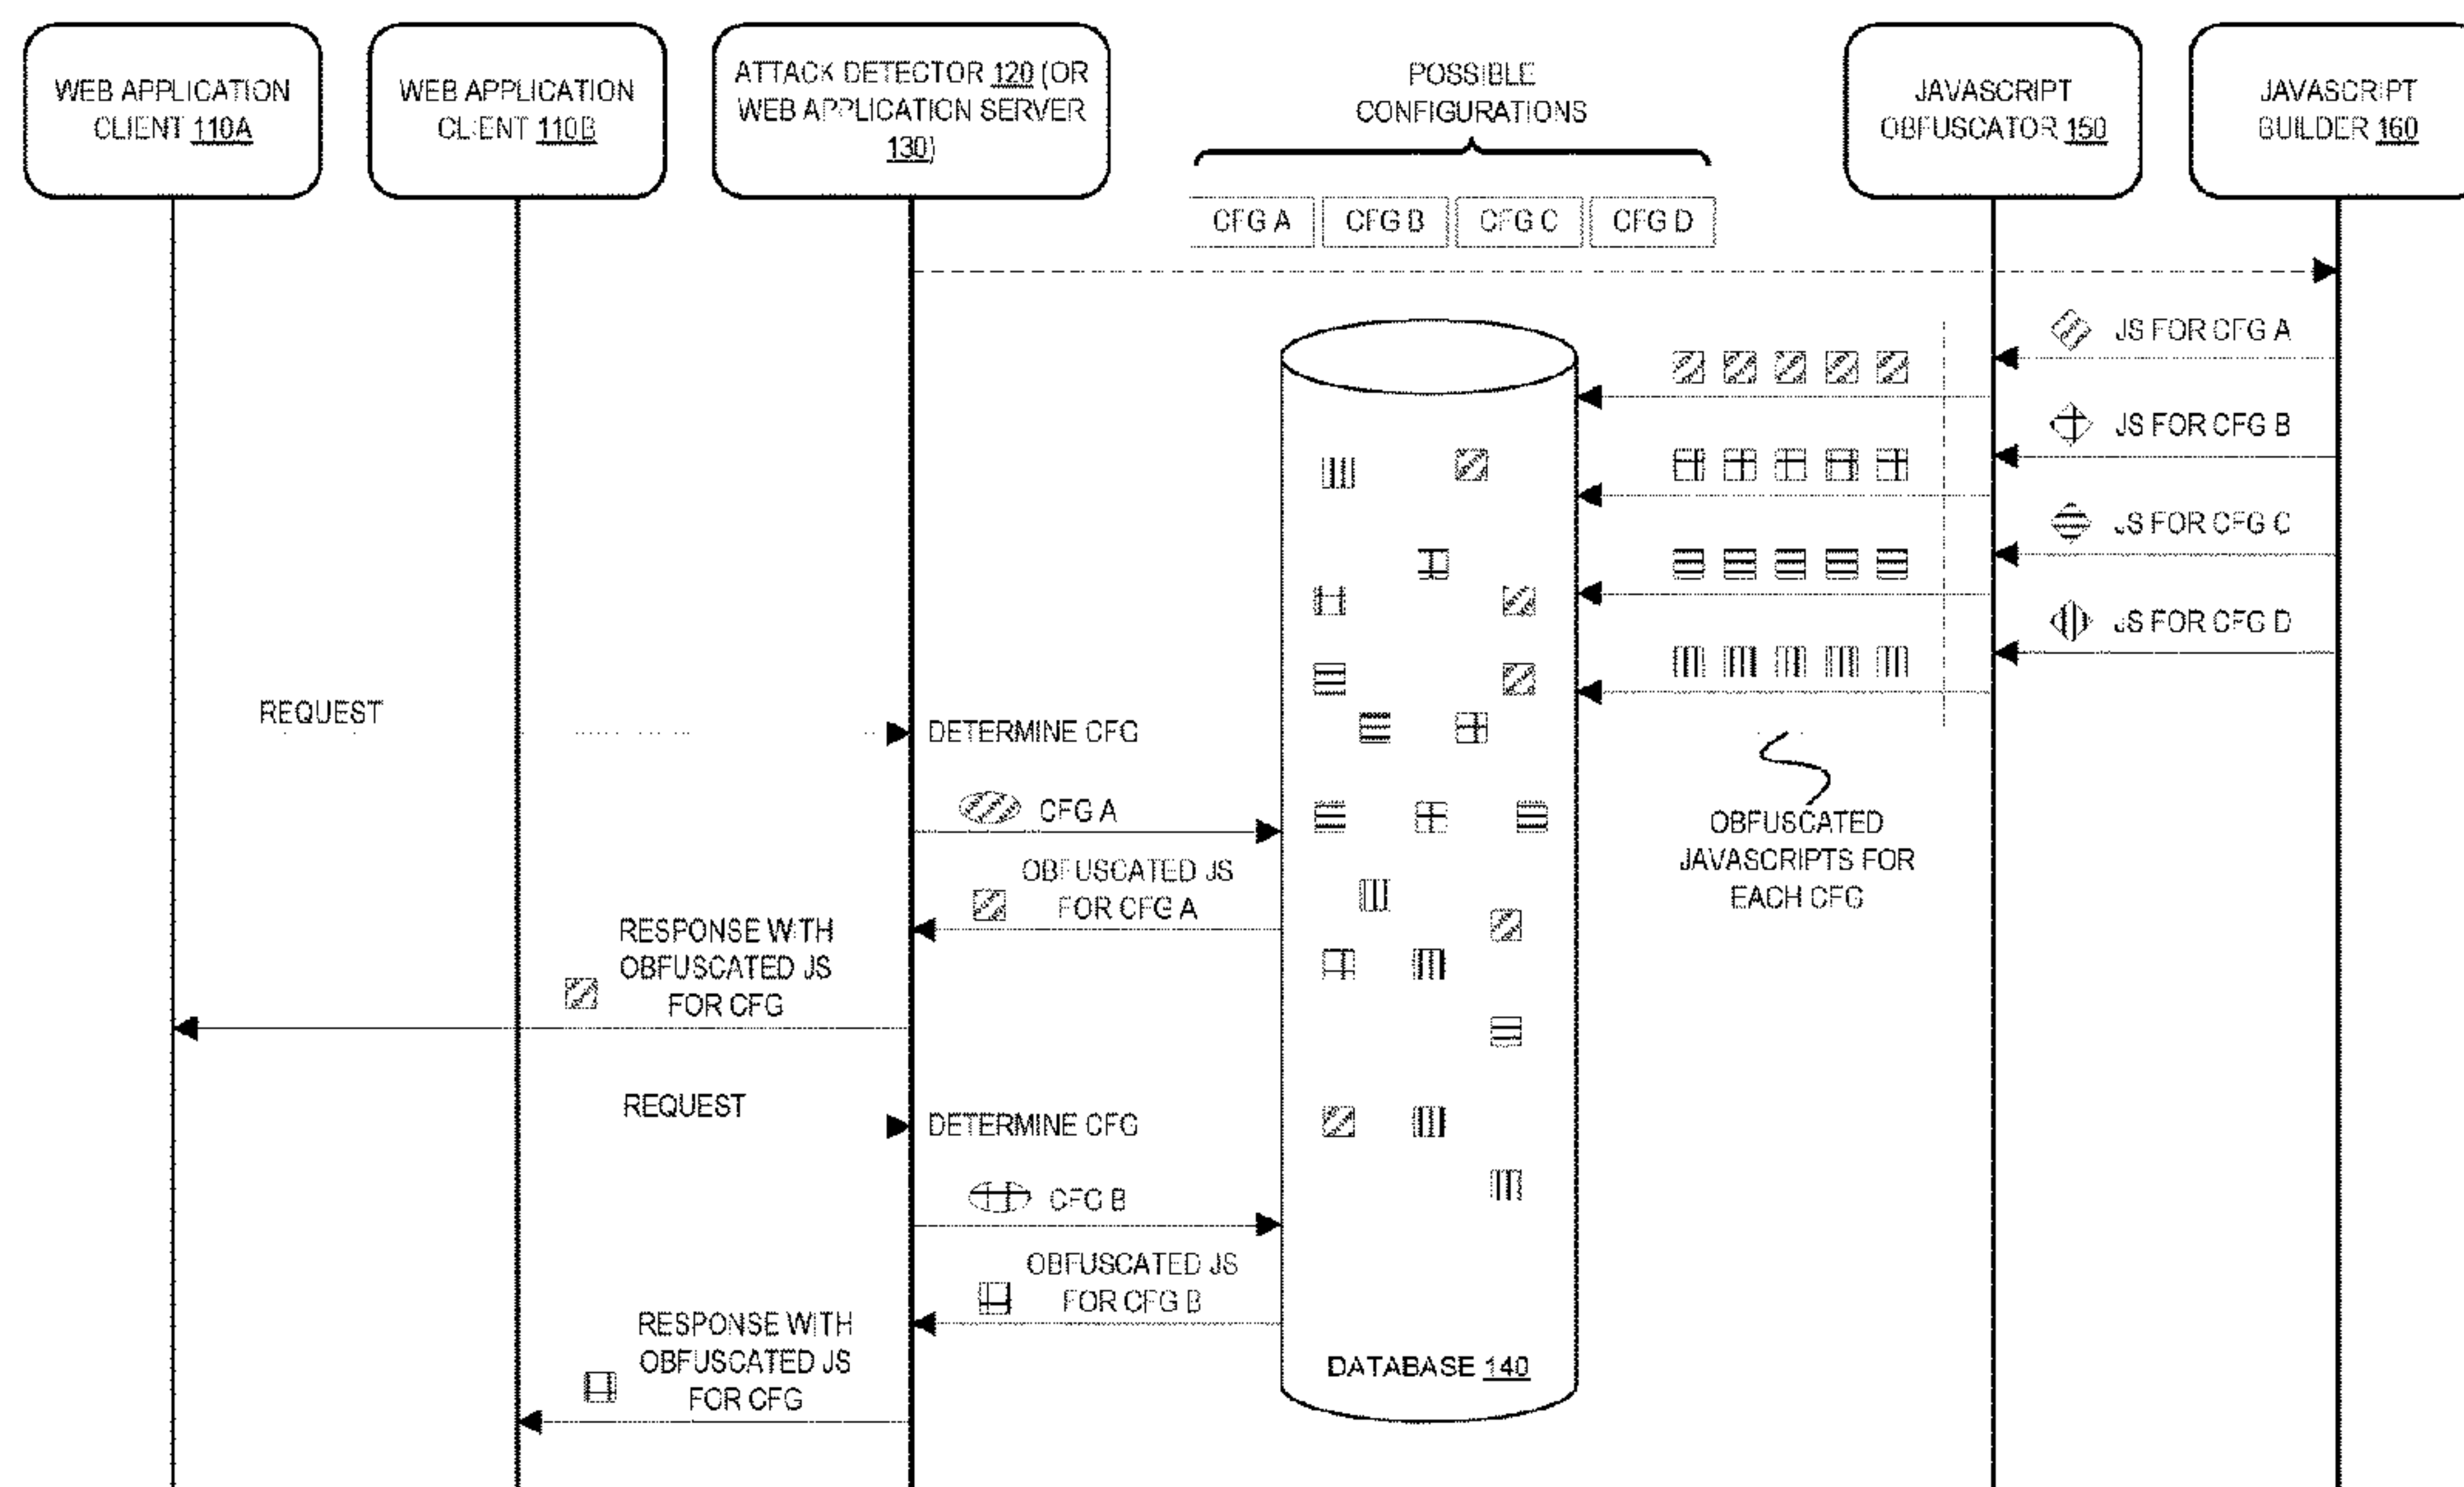 WEB APPLICATION
CLIENT 110A
WEB APPLICATION
CLIENT 110B
ATTACK DETECTOR 120 (OR
WEB APPLICATION SERVER
130)
POSSIBLE
CONFIGURATIONS
JAVASCRIPT
OBFUSCATOR 150
JAVASCRIPT
BUILDER 160
CFG A
CFG B
CFG C
CFG D
JS FOR CFG A
JS FOR CFG B
JS FOR CFG C
JS FOR CFG D
REQUEST
DETERMINE CFG
CFG A
OBFUSCATED JS
FOR CFG A
OBFUSCATED
JAVASCRIPTS FOR
EACH CFG
RESPONSE WITH
OBFUSCATED JS
FOR CFG
REQUEST
DETERMINE CFG
CFG B
OBFUSCATED JS
FOR CFG B
RESPONSE WITH
OBFUSCATED JS
FOR CFG
DATABASE 140